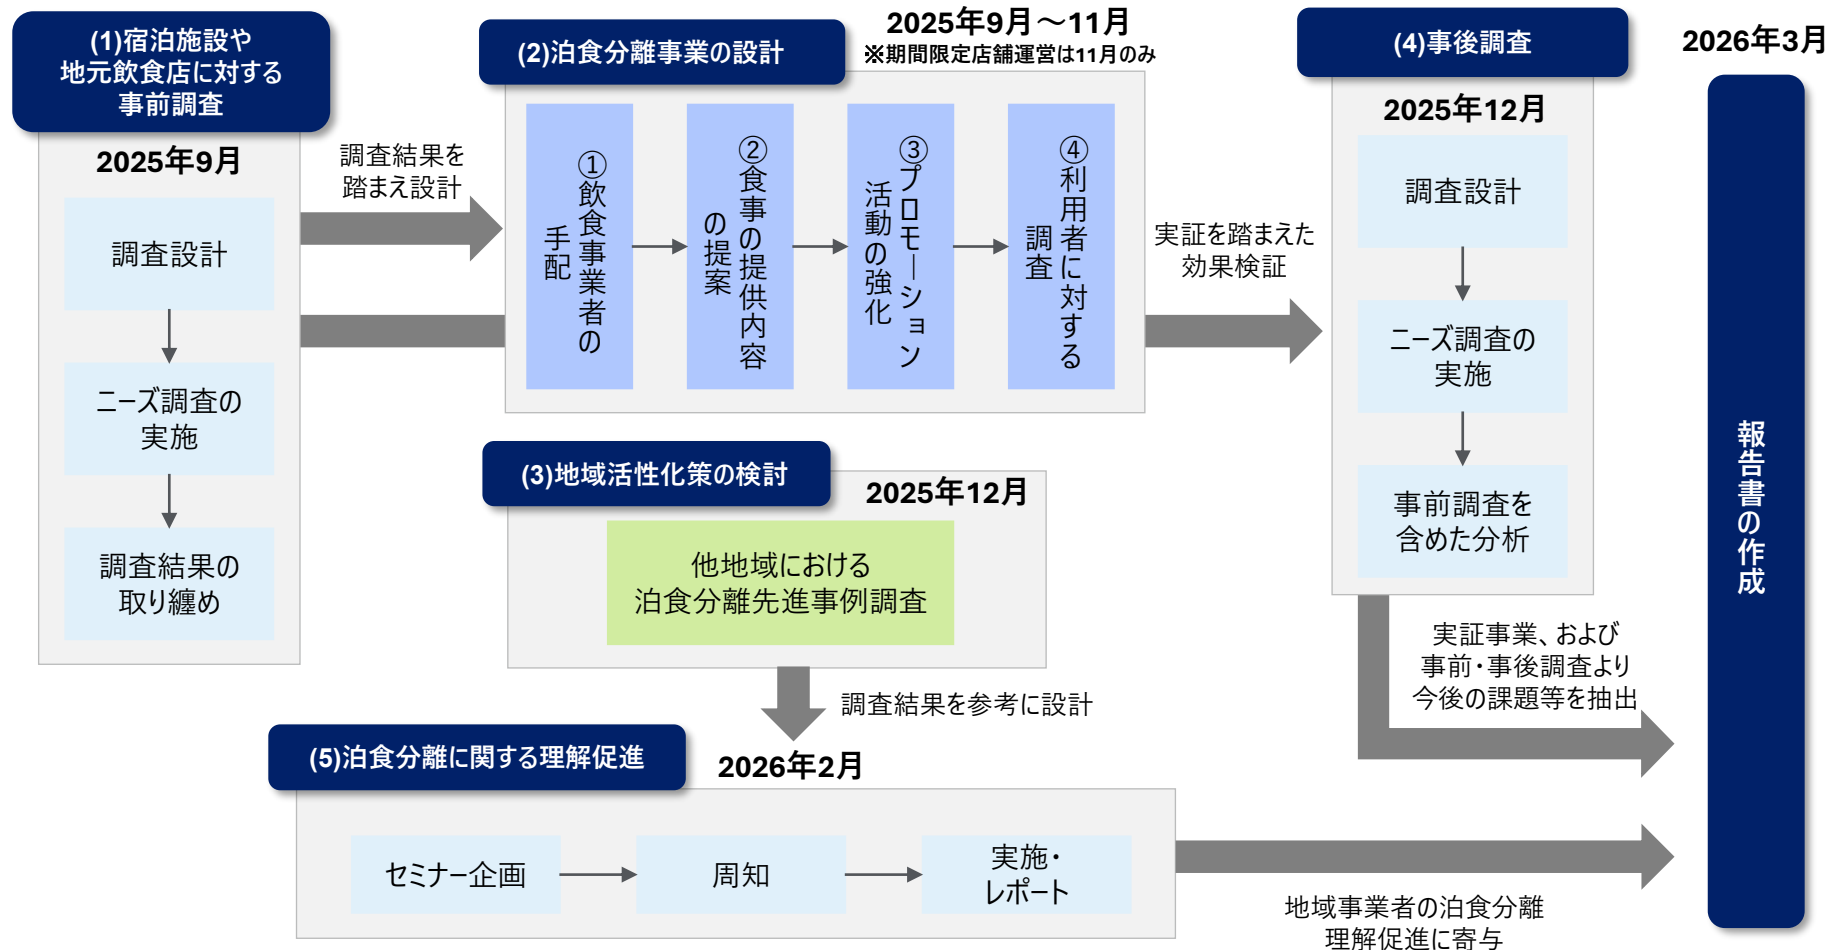 (1)宿泊施設や
地元飲食店に対する
事前調査
2025年9月
調査設計
ニーズ調査の
実施
調査結果の
取り纏め
調査結果を
踏まえ設計
(2)泊食分離事業の設計
2025年9月～11月
※期間限定店舗運営は11月のみ
①飲食事業者の
手配
②食事の提供内容
の提案
③プロモーション
活動の強化
④利用者に対する
調査
実証を踏まえた
効果検証
(3)地域活性化策の検討
2025年12月
他地域における
泊食分離先進事例調査
調査結果を参考に設計
(4)事後調査
2025年12月
調査設計
ニーズ調査の
実施
事前調査を
含めた分析
実証事業、および
事前・事後調査より
今後の課題等を抽出
(5)泊食分離に関する理解促進
2026年2月
セミナー企画
周知
実施・
レポート
地域事業者の泊食分離
理解促進に寄与
2026年3月
報告書の作成